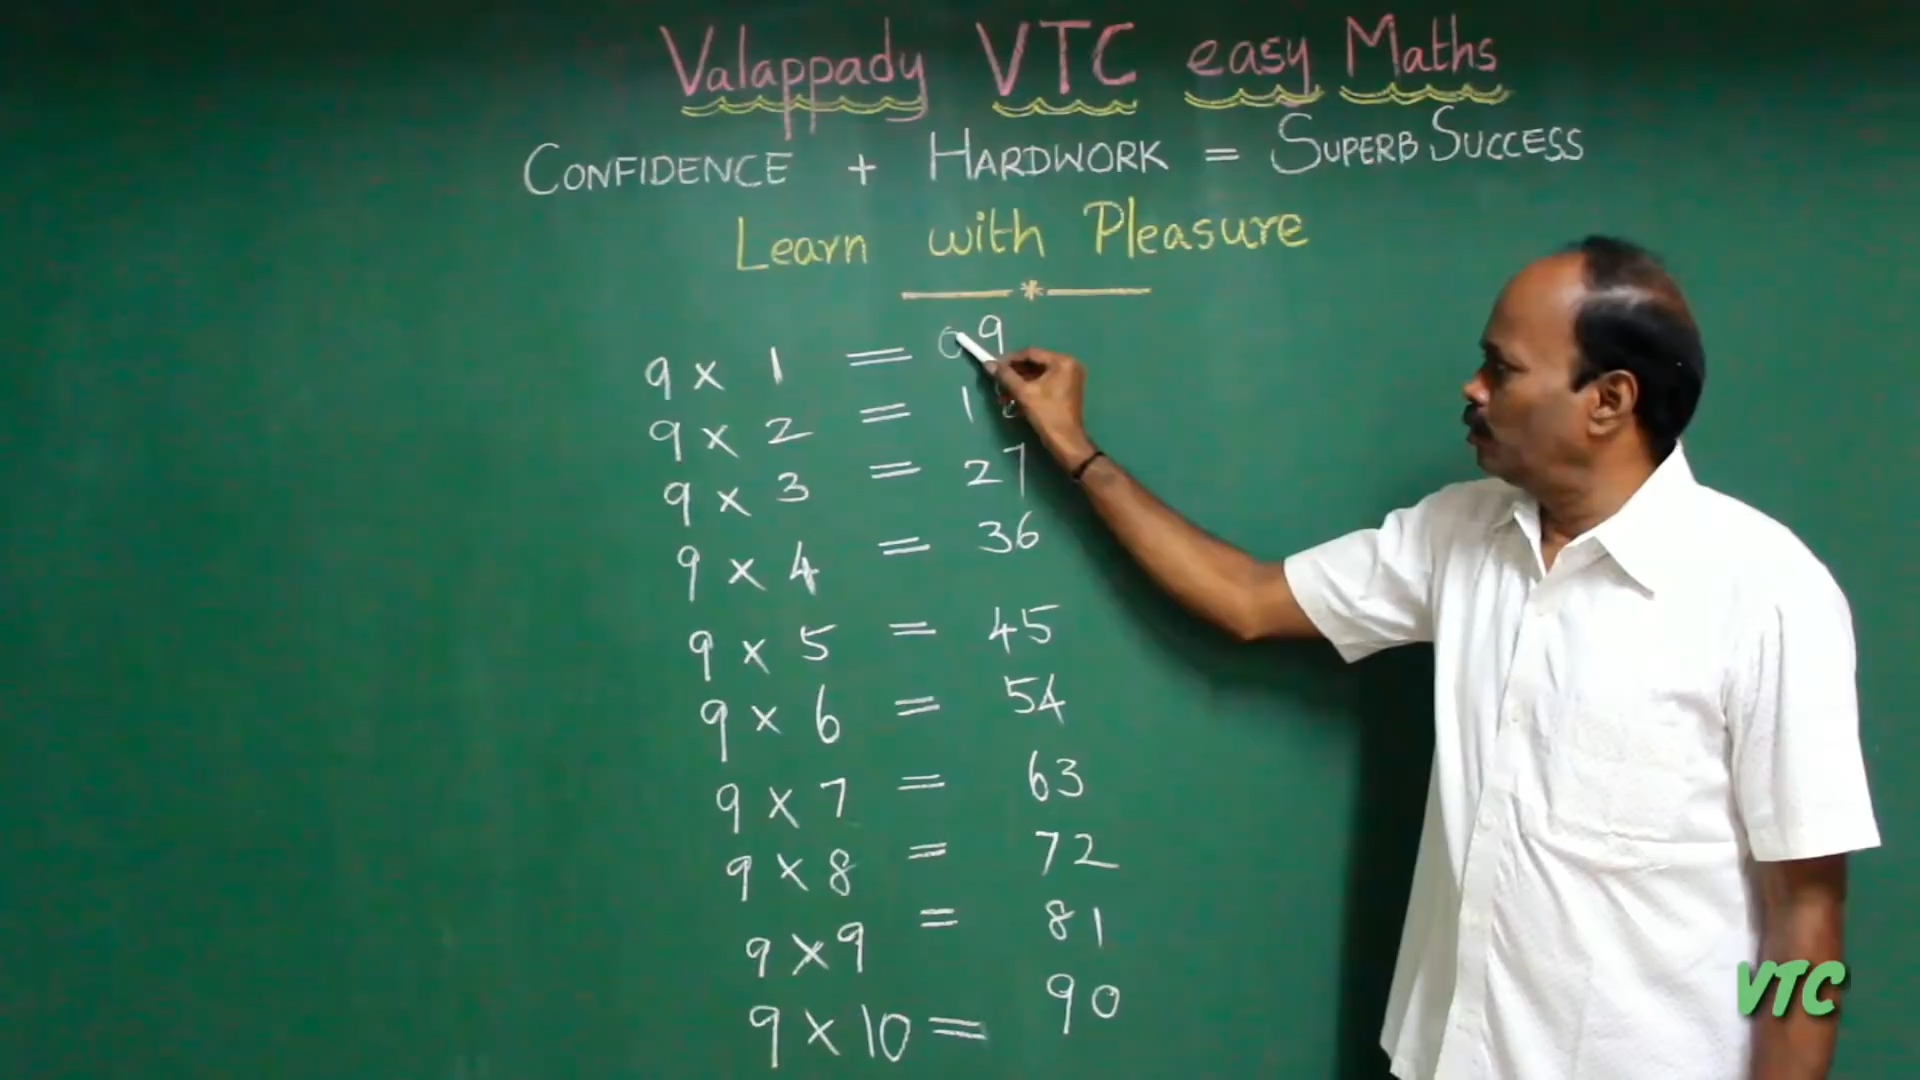 Valappady VTC easy Maths
CONFIDENCE + HARDWORK = SUPERB SUCCESS
Learn with Pleasure
*
9 x 1 = 09
9 x 2 = 1
9 x 3 = 27
9 x 4 = 36
9 x 5 = 45
9 x 6 = 54
9 x 7 = 63
9 x 8 = 72
9 x 9 = 81
9 x 10 = 90
VTC